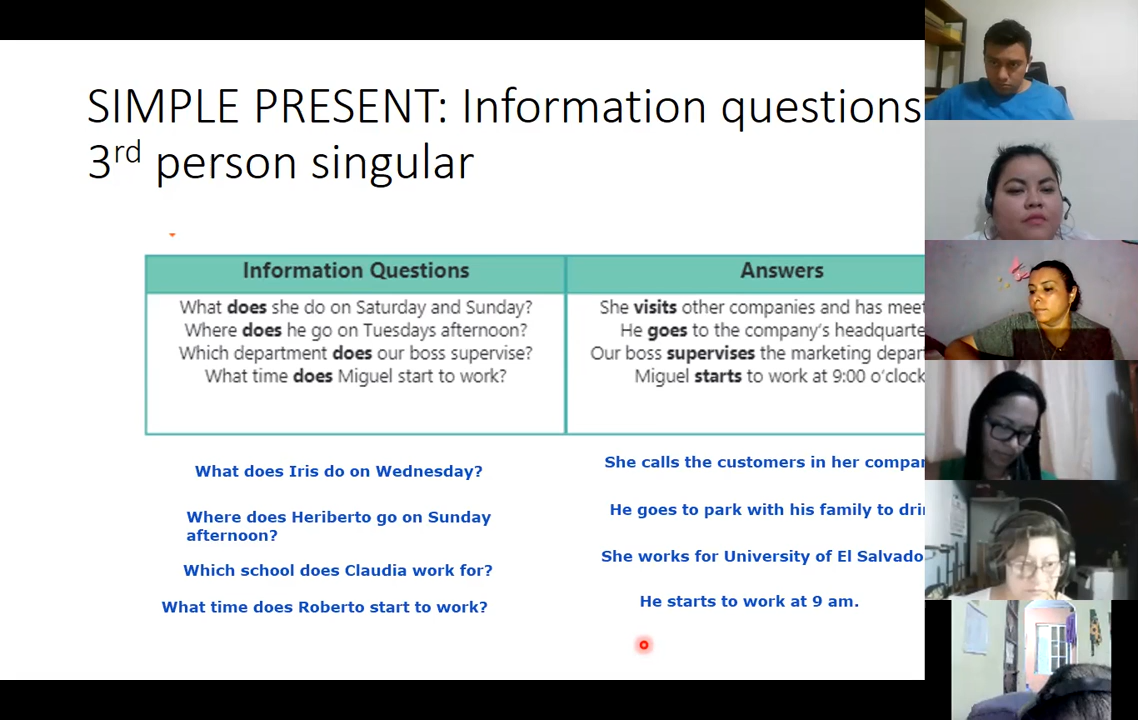 SIMPLE PRESENT: Information questions
3rd person singular
Information Questions
What does she do on Saturday and Sunday?
Where does he go on Tuesdays afternoon?
Which department does our boss supervise?
What time does Miguel start to work?
Answers
She visits other companies and has
He goes to the company's
Our boss supervises the marketing
Miguel starts to work at 9:00 o'clock
What does Iris do on Wednesday?
She calls the customers in her
Where does Heriberto go on Sunday
afternoon?
He goes to park with his family to
Which school does Claudia work for?
She works for University of El
What time does Roberto start to work?
He starts to work at 9 am.